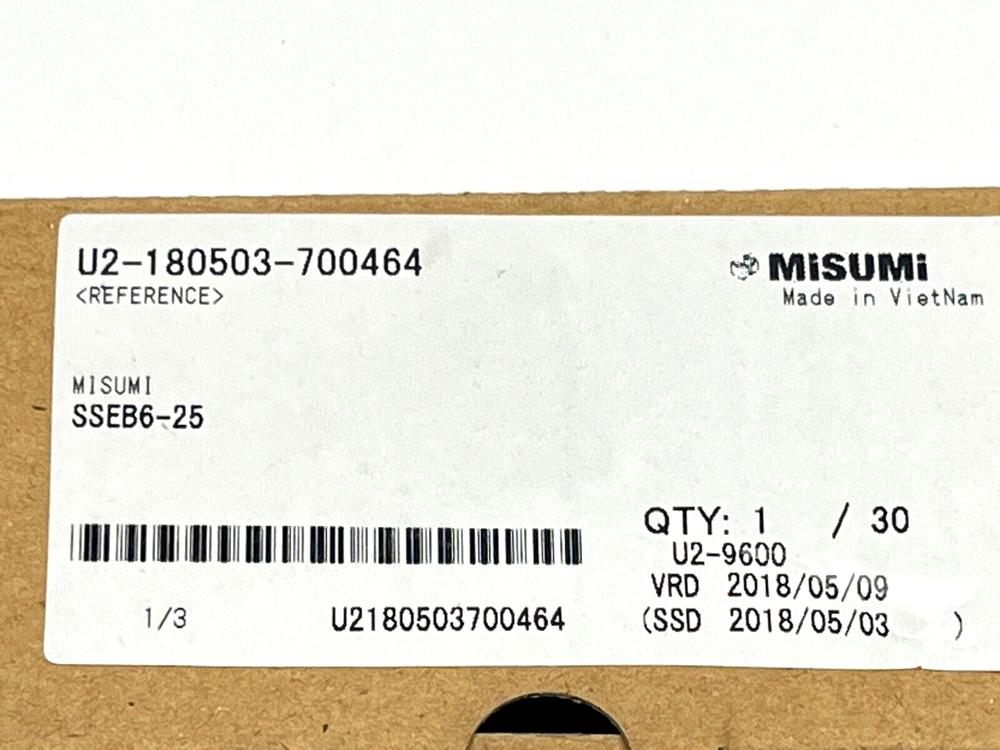 U2-180503-700464
<REFERENCE>
MiSUMi
Made in VietNam
MISUMI
SSEB6-25
QTY: 1 / 30
U2-9600
VRD 2018/05/09
(SSD 2018/05/03 )
1/3
U2180503700464